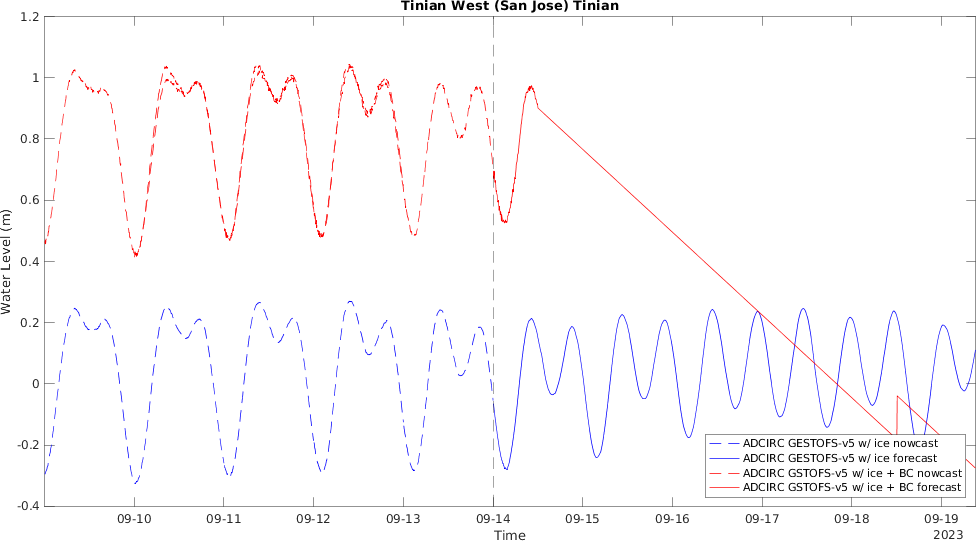 Tinian West (San Jose) Tinian
1.2
1
0.8
0.6
0.4
0.2
0
-0.2
-0.4
Water Level (m)
ADCIRC GESTOFS-v5 w/ ice nowcast
ADCIRC GESTOFS-v5 w/ ice forecast
ADCIRC GSTOFS-v5 w/ ice + BC nowcast
ADCIRC GSTOFS-v5 w/ ice + BC forecast
09-10 09-11 09-12 09-13 09-14 09-15 09-16 09-17 09-18 09-19
Time
2023